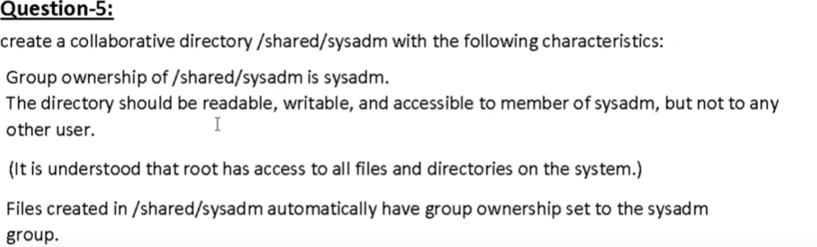 Question-5:
create a collaborative directory /shared/sysadm with the following characteristics:
Group ownership of /shared/sysadm is sysadm.
The directory should be readable, writable, and accessible to member of sysadm, but not to any
other user.
(It is understood that root has access to all files and directories on the system.)
Files created in /shared/sysadm automatically have group ownership set to the sysadm
group.